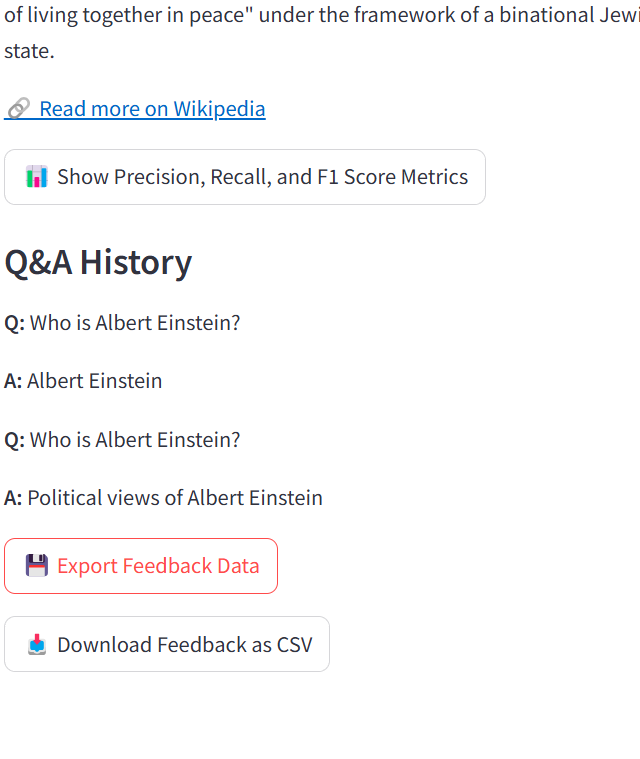 of living together in peace" under the framework of a binational Jewi
state.
Read more on Wikipedia
Show Precision, Recall, and F1 Score Metrics
Q&A History
Q: Who is Albert Einstein?
A: Albert Einstein
Q: Who is Albert Einstein?
A: Political views of Albert Einstein
Export Feedback Data
Download Feedback as CSV